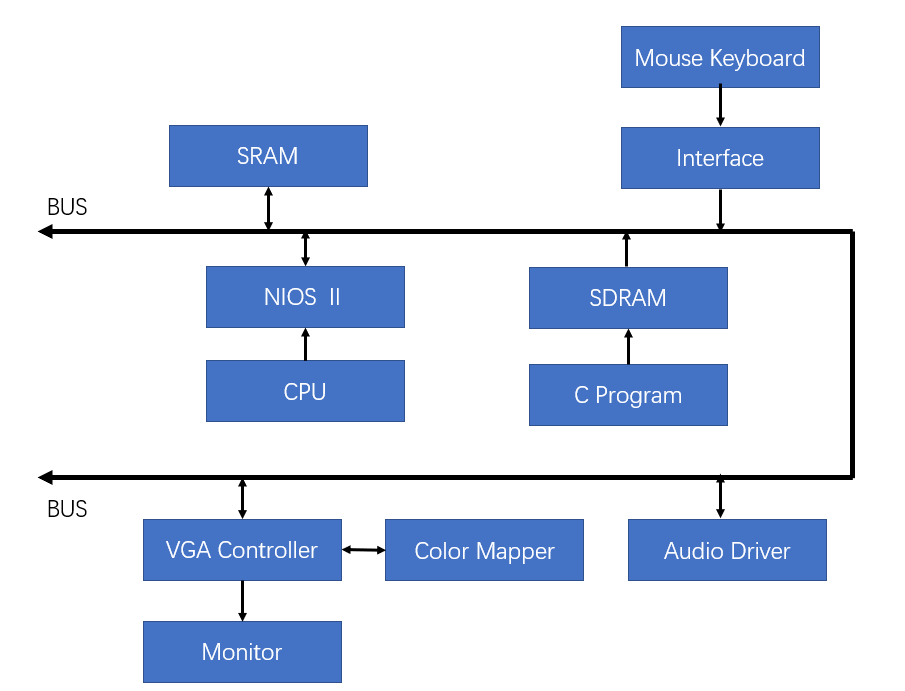 Mouse Keyboard
SRAM
Interface
BUS
NIOS II
SDRAM
CPU
C Program
BUS
VGA Controller
Color Mapper
Audio Driver
Monitor